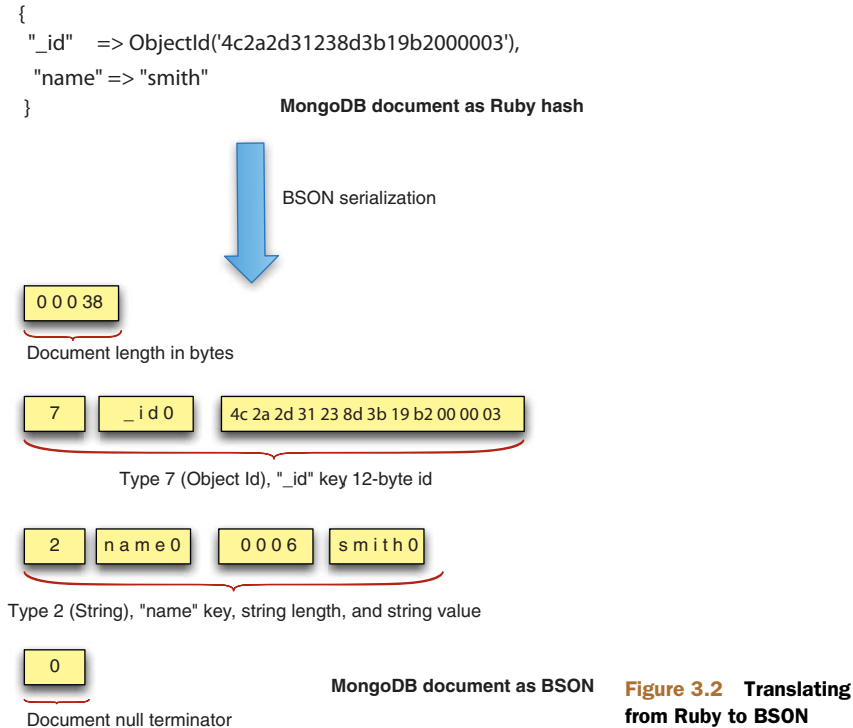 {
"_id" => ObjectId('4c2a2d31238d3b19b2000003'),
"name" => "smith"
}
MongoDB document as Ruby hash
BSON serialization
0 0 0 38
Document length in bytes
7 _ i d 0 4c 2a 2d 31 23 8d 3b 19 b2 00 00 03
Type 7 (Object Id), "_id" key, 12-byte id
2 n a m e 0 0 0 0 6 s m i t h 0
Type 2 (String), "name" key, string length, and string value
0
Document null terminator
MongoDB document as BSON
Figure 3.2 Translating
from Ruby to BSON